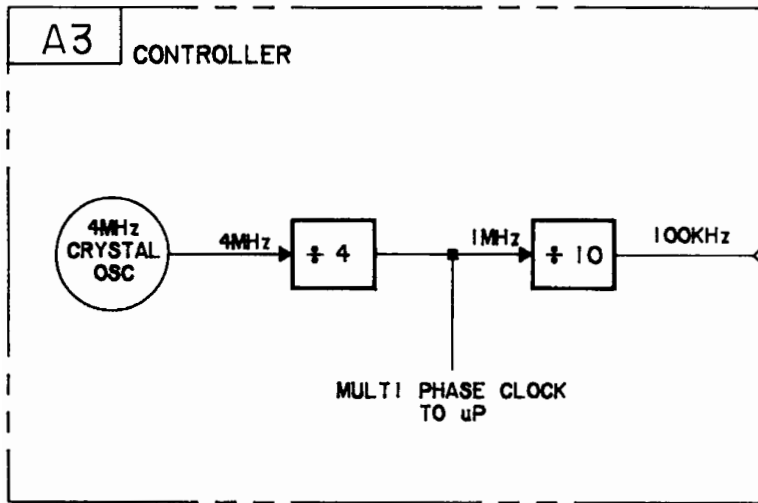 A3
CONTROLLER
4MHz
CRYSTAL
OSC
4MHz
÷ 4
1MHz
÷ 10
100KHz
MULTI PHASE CLOCK
TO uP